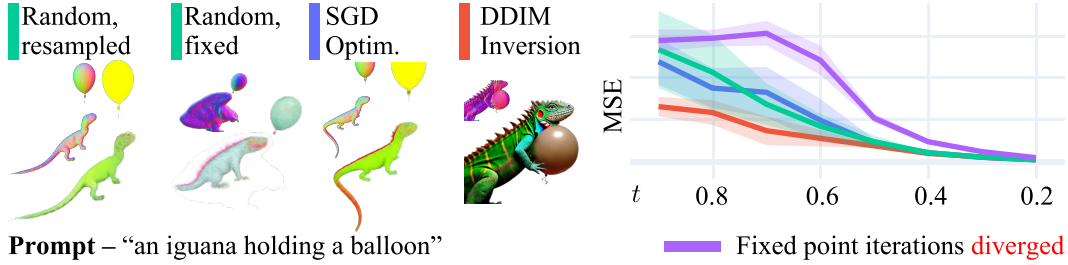 Random,
resampled
Random,
fixed
SGD
Optim.
DDIM
Inversion
Prompt – “an iguana holding a balloon”
MSE
t
0.8
0.6
0.4
0.2
Fixed point iterations diverged